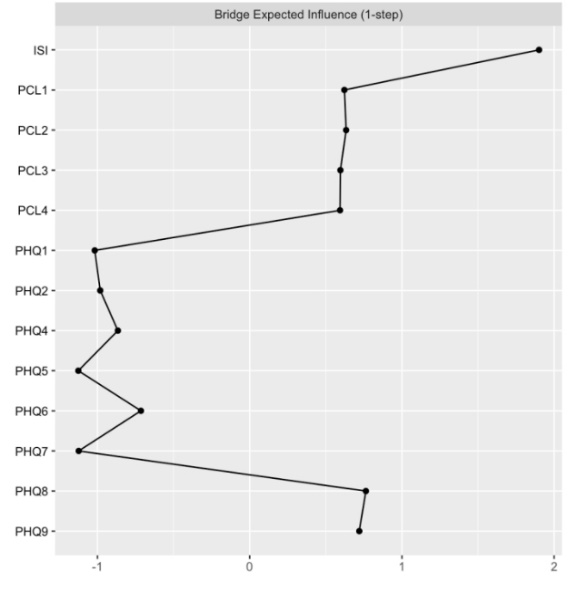 Bridge Expected Influence (1-step)
ISI
PCL1
PCL2
PCL3
PCL4
PHQ1
PHQ2
PHQ4
PHQ5
PHQ6
PHQ7
PHQ8
PHQ9
-1 0 1 2